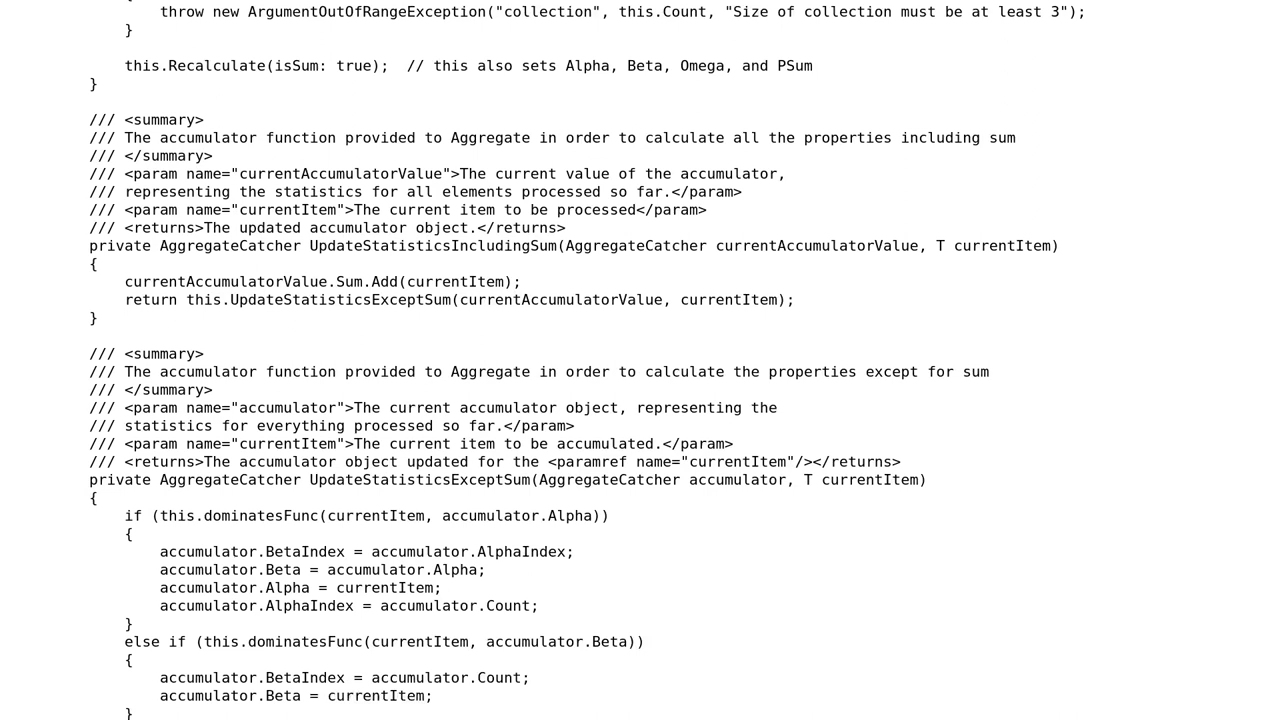 throw new ArgumentOutOfRangeException("collection", this.Count, "Size of collection must be at least 3");
}
this.Recalculate(isSum: true);  // this also sets Alpha, Beta, Omega, and PSum
}
/// <summary>
/// The accumulator function provided to Aggregate in order to calculate all the properties including sum
/// </summary>
/// <param name="currentAccumulatorValue">The current value of the accumulator,
/// representing the statistics for all elements processed so far.</param>
/// <param name="currentItem">The current item to be processed</param>
/// <returns>The updated accumulator object.</returns>
private AggregateCatcher UpdateStatisticsIncludingSum(AggregateCatcher currentAccumulatorValue, T currentItem)
{
currentAccumulatorValue.Sum.Add(currentItem);
return this.UpdateStatisticsExceptSum(currentAccumulatorValue, currentItem);
}
/// <summary>
/// The accumulator function provided to Aggregate in order to calculate the properties except for sum
/// </summary>
/// <param name="accumulator">The current accumulator object, representing the
/// statistics for everything processed so far.</param>
/// <param name="currentItem">The current item to be accumulated.</param>
/// <returns>The accumulator object updated for the <paramref name="currentItem"/></returns>
private AggregateCatcher UpdateStatisticsExceptSum(AggregateCatcher accumulator, T currentItem)
{
if (this.dominatesFunc(currentItem, accumulator.Alpha))
{
accumulator.BetaIndex = accumulator.AlphaIndex;
accumulator.Beta = accumulator.Alpha;
accumulator.Alpha = currentItem;
accumulator.AlphaIndex = accumulator.Count;
}
else if (this.dominatesFunc(currentItem, accumulator.Beta))
{
accumulator.BetaIndex = accumulator.Count;
accumulator.Beta = currentItem;
}